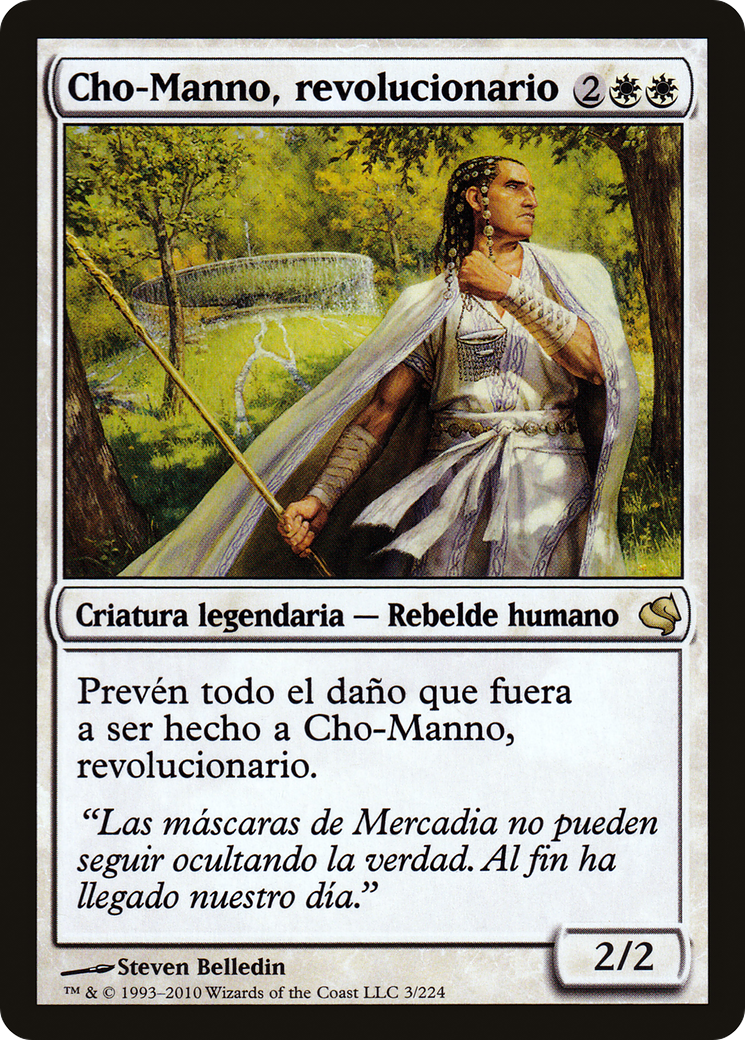 Cho-Manno, revolucionario 2
Criatura legendaria — Rebelde humano
Prevén todo el daño que fuera
a ser hecho a Cho-Manno,
revolucionario.
“Las máscaras de Mercadia no pueden
seguir ocultando la verdad. Al fin ha
llegado nuestro día.”
2/2
Steven Belledin
™ & © 1993–2010 Wizards of the Coast LLC 3/224